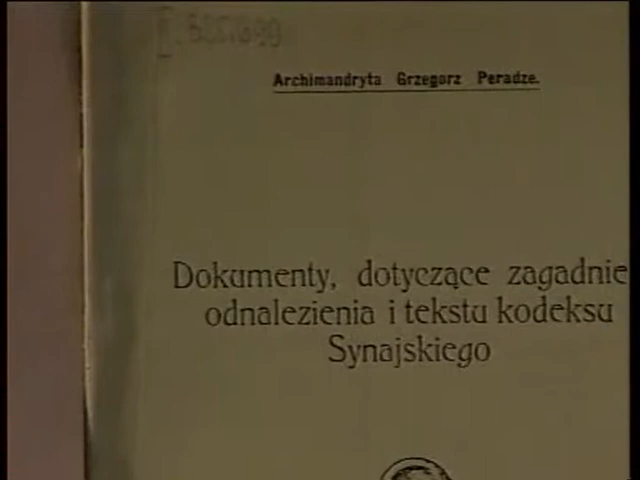 Archimandryta Grzegorz Peradze.
Dokumenty, dotyczące zagadnie
odnalezienia i tekstu kodeksu
Synajskiego